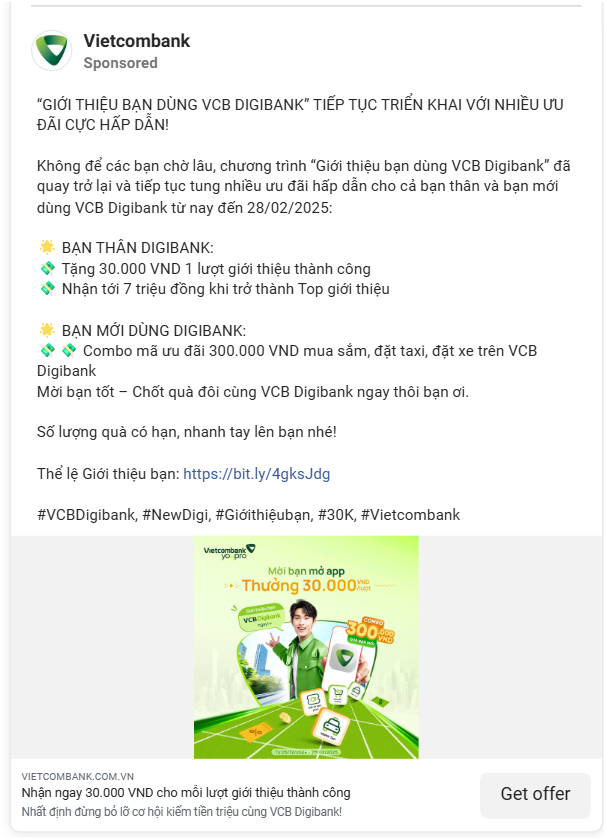 Vietcombank
Sponsored
“GIỚI THIỆU BẠN DÙNG VCB DIGIBANK” TIẾP TỤC TRIỂN KHAI VỚI NHIỀU ƯU
ĐÃI CỰC HẤP DẪN!
Không để các bạn chờ lâu, chương trình “Giới thiệu bạn dùng VCB Digibank” đã
quay trở lại và tiếp tục tung nhiều ưu đãi hấp dẫn cho cả bạn thân và bạn mới
dùng VCB Digibank từ nay đến 28/02/2025:
🌟 BẠN THÂN DIGIBANK:
💸 Tặng 30.000 VND 1 lượt giới thiệu thành công
💸 Nhận tới 7 triệu đồng khi trở thành Top giới thiệu
🌟 BẠN MỚI DÙNG DIGIBANK:
💸 💸 Combo mã ưu đãi 300.000 VND mua sắm, đặt taxi, đặt xe trên VCB
Digibank
Mời bạn tốt – Chốt quà đôi cùng VCB Digibank ngay thôi bạn ơi.
Số lượng quà có hạn, nhanh tay lên bạn nhé!
Thể lệ Giới thiệu bạn: https://bit.ly/4gksJdg
#VCBDigibank, #NewDigi, #Giớithiệubạn, #30K, #Vietcombank
Vietcombank
Mời bạn mở app
Thưởng 30.000 VND/lượt
VCBDigibank
COMBO
300.000
VND
VIETCOMBANK.COM.VN
Nhận ngay 30.000 VND cho mỗi lượt giới thiệu thành công
Nhất định đừng bỏ lỡ cơ hội kiếm tiền triệu cùng VCB Digibank!
Get offer